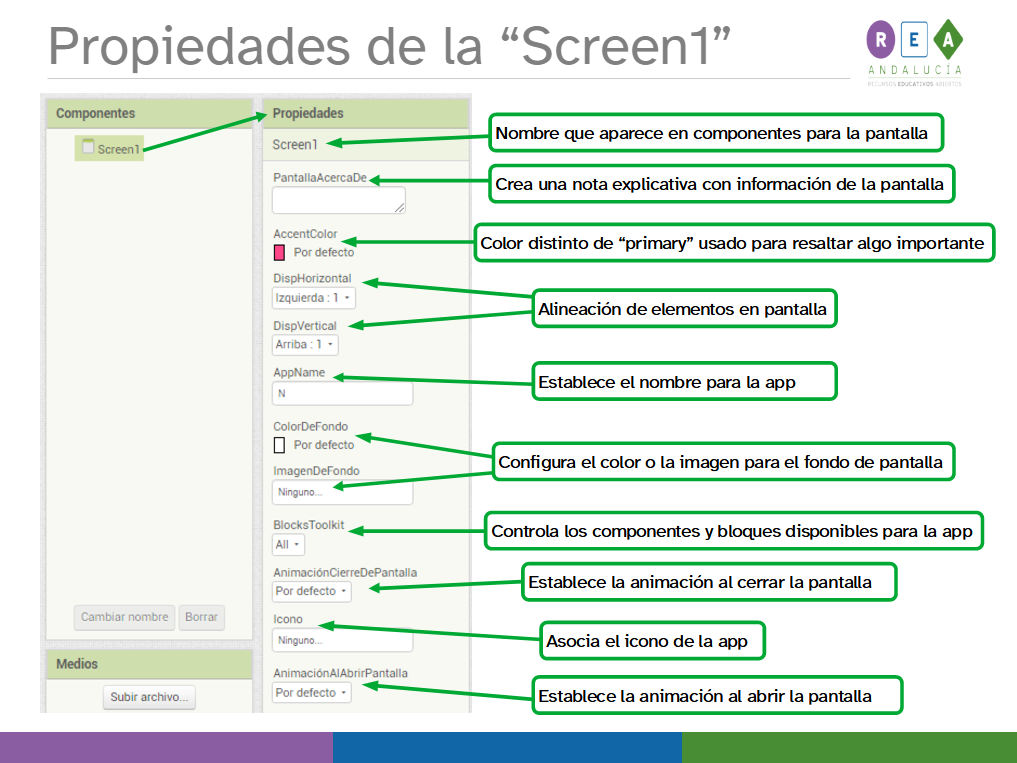 Propiedades de la “Screen1”
R E A
ANDALUCÍA
RECURSOS EDUCATIVOS ABIERTOS
Componentes
Screen1
Cambiar nombre
Borrar
Medios
Subir archivo...
Propiedades
Screen1
Nombre que aparece en componentes para la pantalla
PantallaAcercaDe
Crea una nota explicativa con información de la pantalla
AccentColor
Por defecto
Color distinto de “primary” usado para resaltar algo importante
DispHorizontal
Izquierda : 1
Alineación de elementos en pantalla
DispVertical
Arriba : 1
AppName
N
Establece el nombre para la app
ColorDeFondo
Por defecto
Configura el color o la imagen para el fondo de pantalla
ImagenDeFondo
Ninguno...
BlocksToolkit
All
Controla los componentes y bloques disponibles para la app
AnimaciónCierreDePantalla
Por defecto
Establece la animación al cerrar la pantalla
Icono
Ninguno...
Asocia el icono de la app
AnimaciónAlAbrirPantalla
Por defecto
Establece la animación al abrir la pantalla